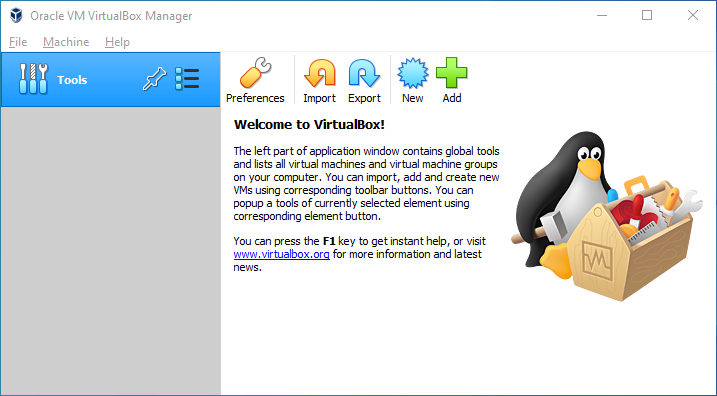 Oracle VM VirtualBox Manager
File Machine Help
Tools
Preferences Import Export New Add
Welcome to VirtualBox!
The left part of application window contains global tools
and lists all virtual machines and virtual machine groups
on your computer. You can import, add and create new
VMs using corresponding toolbar buttons. You can
popup a tools of currently selected element using
corresponding element button.
You can press the F1 key to get instant help, or visit
www.virtualbox.org for more information and latest
news.
VM